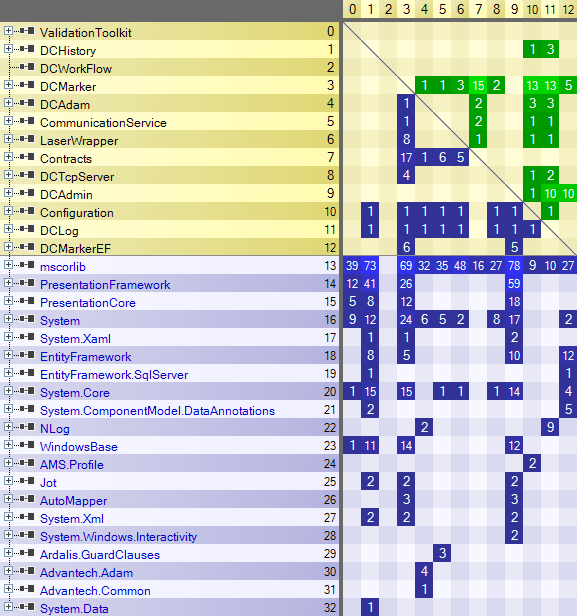 0 1 2 3 4 5 6 7 8 9 10 11 12
ValidationToolkit 0
DCHistory 1 1 3
DCWorkFlow 2
DCMarker 3 1 1 3 15 2 13 13 5
DCAdam 4 1 2 3 3
CommunicationService 5 1 2 1 1
LaserWrapper 6 8 1 1 1
Contracts 7 17 1 6 5
DCTcpServer 8 4 1 2
DCAdmin 9 1 10 10
Configuration 10 1 1 1 1 1 1 1 1
DCLog 11 1 1 1 1 1 1 1 1
DCMarkerEF 12 6 5
mscorlib 13 39 73 69 32 35 48 16 27 78 9 10 27
PresentationFramework 14 12 41 26 59
PresentationCore 15 5 8 12 18
System 16 9 12 24 6 5 2 8 17 2
System.Xaml 17 1 1 2
EntityFramework 18 8 5 10 12
EntityFramework.SqlServer 19 1 1
System.Core 20 1 15 15 1 1 1 14 4
System.ComponentModel.DataAnnotations 21 2 5
NLog 22 2 9
WindowsBase 23 1 11 14 12
AMS.Profile 24 2
Jot 25 2 2 2
AutoMapper 26 3 3
System.Xml 27 2 2 2
System.Windows.Interactivity 28 2
Ardalis.GuardClauses 29 3
Advantech.Adam 30 4
Advantech.Common 31 1
System.Data 32 1